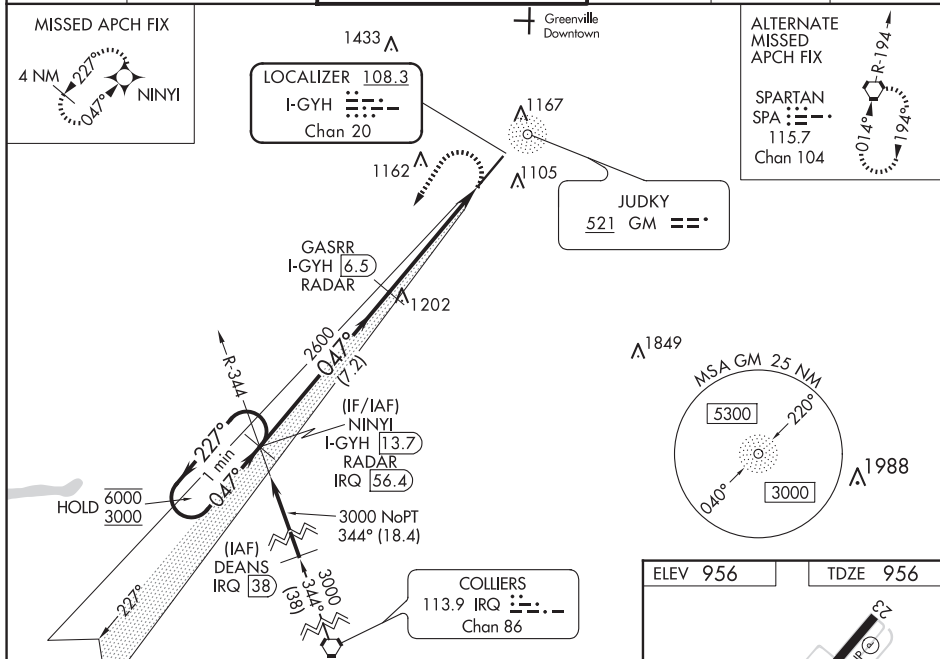 MISSED APCH FIX
4 NM
227°
047°
NINYI
1433
Greenville
Downtown
LOCALIZER 108.3
I-GYH
Chan 20
1167
1162
1105
JUDKY
521 GM
ALTERNATE
MISSED
APCH FIX
R-194
SPARTAN
SPA
115.7
Chan 104
014°
194°
GASRR
I-GYH 6.5
RADAR
1202
2600
047°
(7.2)
R-344
1849
MSA GM 25 NM
5300
220°
040°
3000
1988
(IF/IAF)
NINYI
I-GYH 13.7
RADAR
IRQ 56.4
227°
1 min
047°
HOLD 6000
3000
3000 NoPT
344° (18.4)
(IAF)
DEANS
IRQ 38
3000
344°
(38)
227°
COLLIERS
113.9 IRQ
Chan 86
ELEV 956
TDZE 956
23
P